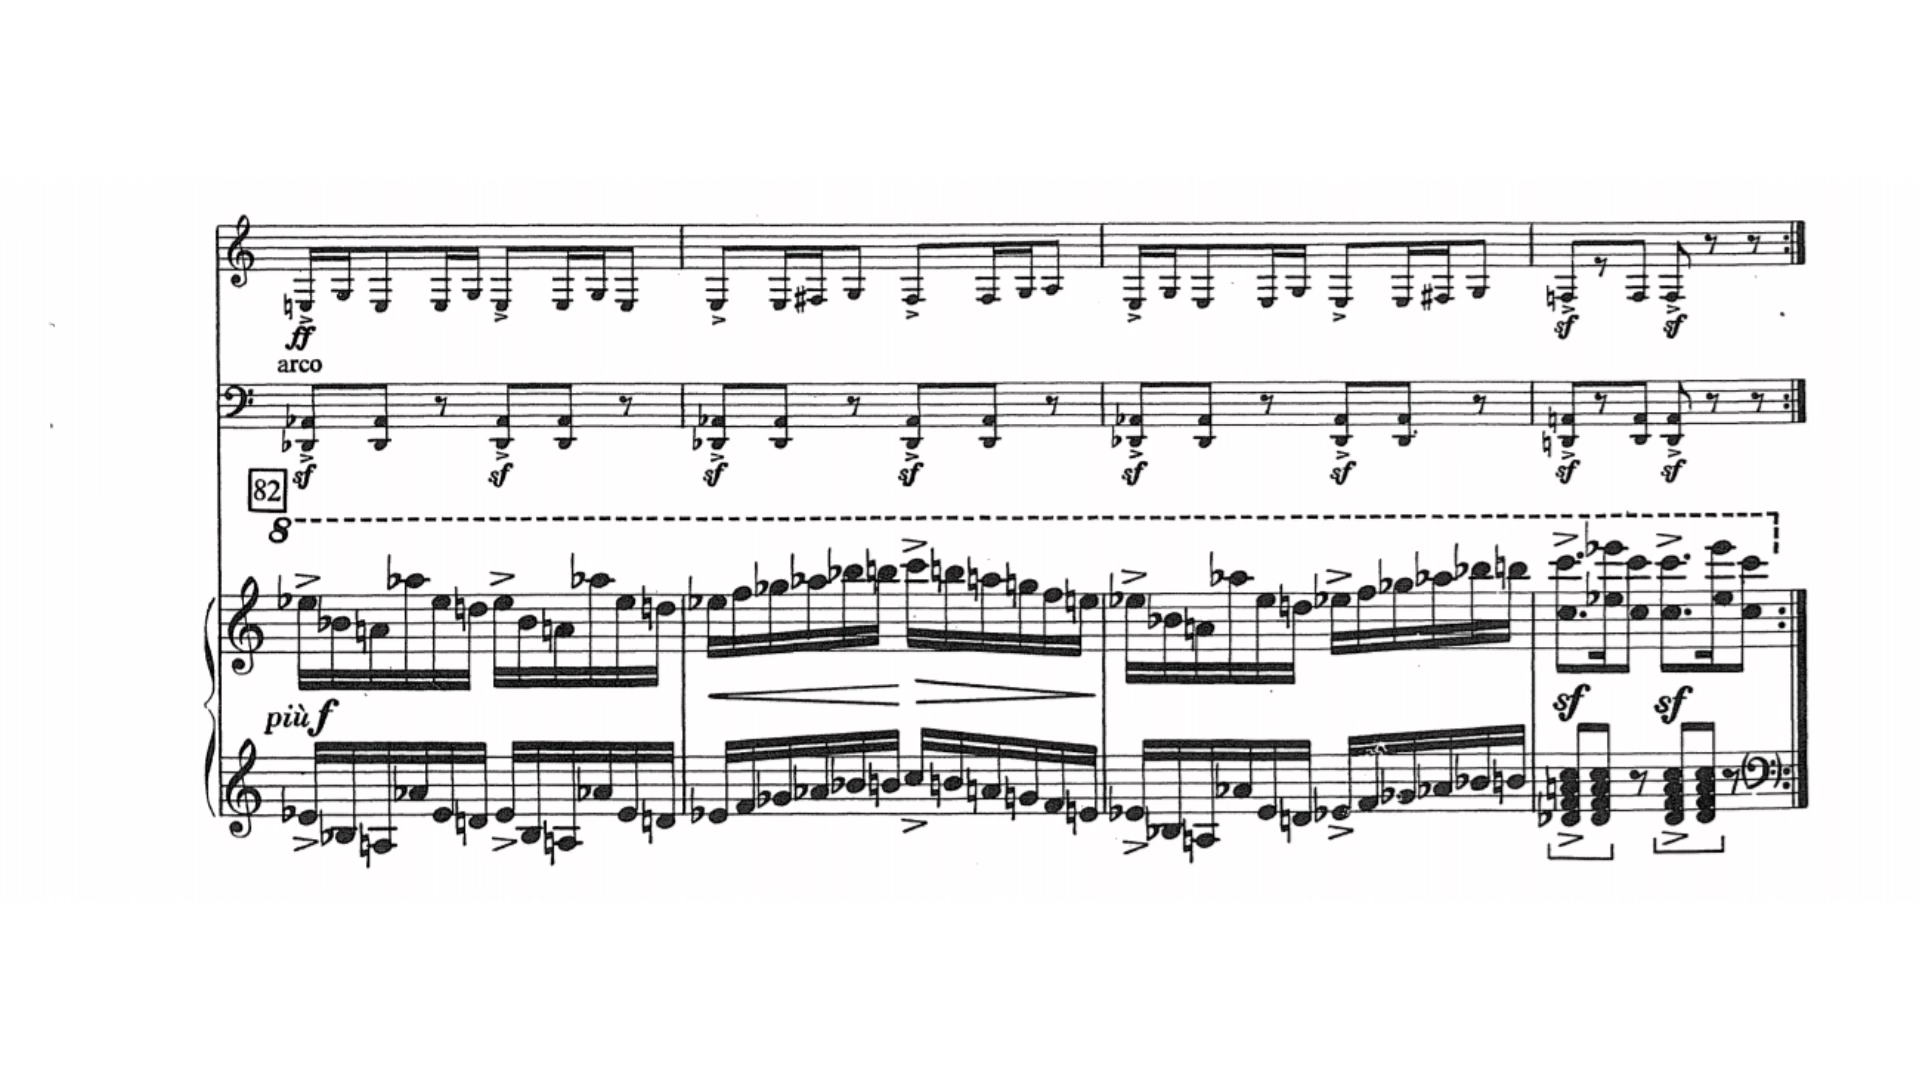 ff
arco
sf sf sf sf sf sf sf sf
sf sf
82
8
più f
sf sf